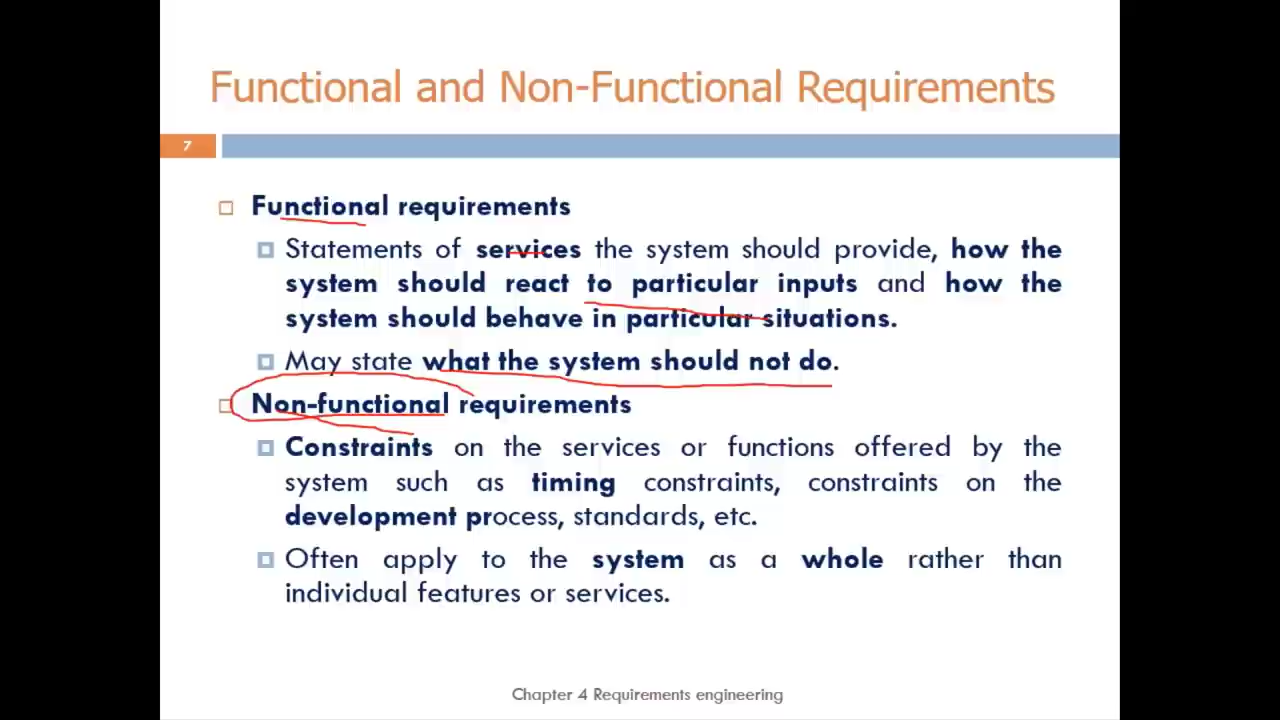 Functional and Non-Functional Requirements
7
Functional requirements
Statements of services the system should provide, how the
system should react to particular inputs and how the
system should behave in particular situations.
May state what the system should not do.
Non-functional requirements
Constraints on the services or functions offered by the
system such as timing constraints, constraints on the
development process, standards, etc.
Often apply to the system as a whole rather than
individual features or services.
Chapter 4 Requirements engineering